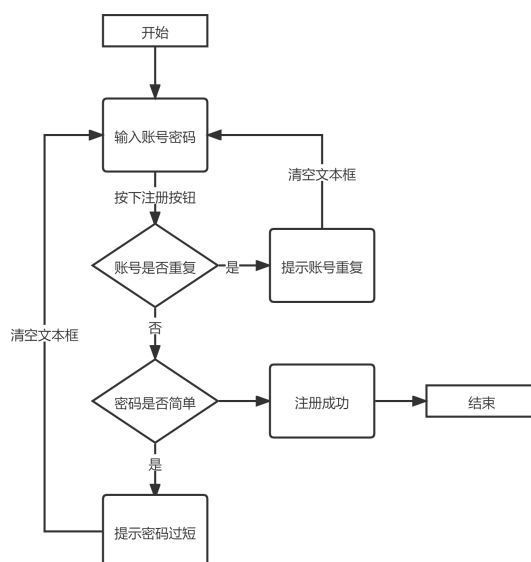 开始
输入账号密码
清空文本框
按下注册按钮
账号是否重复
是
提示账号重复
否
清空文本框
密码是否简单
注册成功
结束
是
提示密码过短